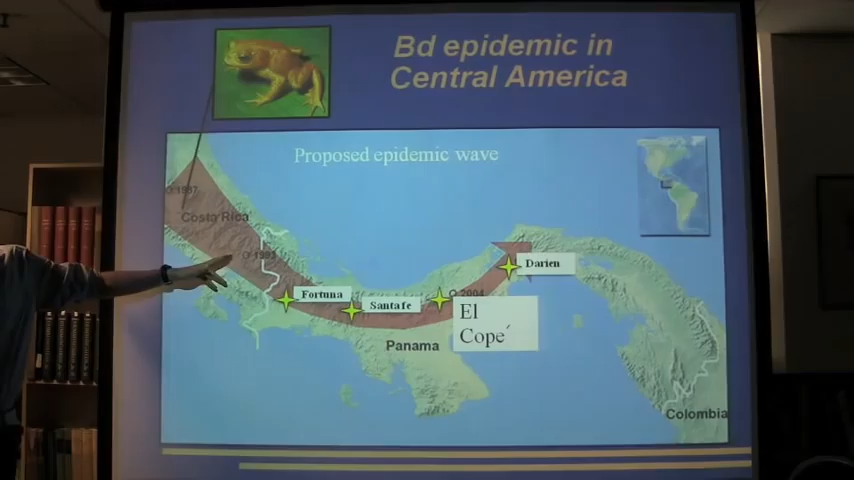 Bd epidemic in
Central America
Proposed epidemic wave
1987
Costa Rica
1993
Darien
Fortuna
2004
Santa fe
El
Copé
Panama
Colombia